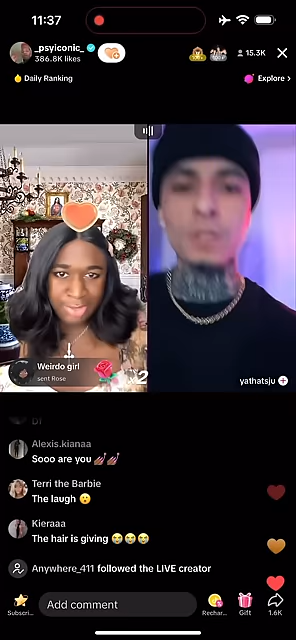 11:37
_psyiconic_
386.8K likes
15.3K
Daily Ranking
Explore >
Weirdo girl
sent Rose
2
yathatsju
Alexis.kianaa
Sooo are you 💅🏾💅🏾
Terri the Barbie
The laugh 😮
Kieraaa
The hair is giving 😭😭😭
Anywhere_411 followed the LIVE creator
Subscri...
Add comment
Rechar...
Gift
1.6K